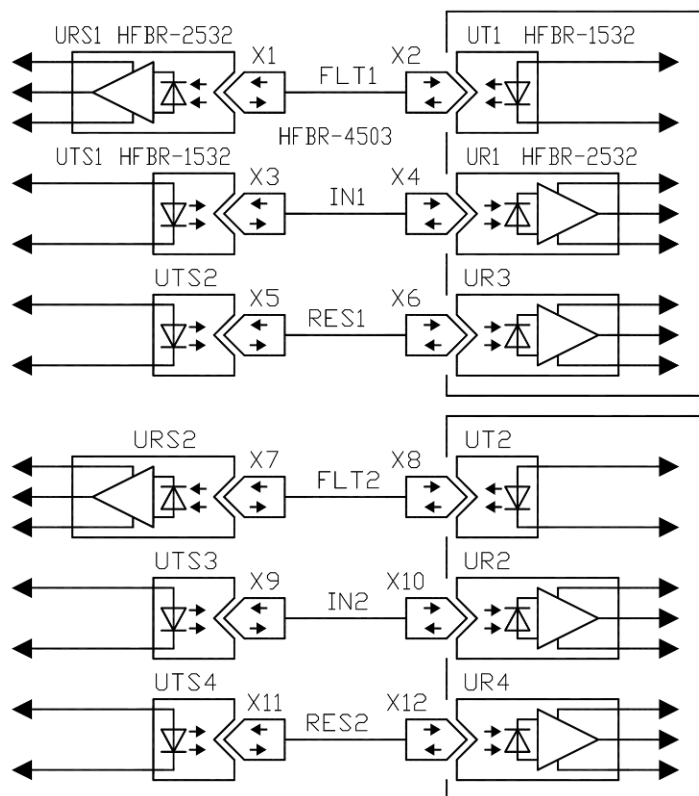 URS1 HFBR-2532
X1
X2
UT1 HFBR-1532
FLT1
HFBR-4503
UTS1 HFBR-1532
X3
X4
UR1 HFBR-2532
IN1
UTS2
X5
X6
UR3
RES1
URS2
X7
X8
UT2
FLT2
UTS3
X9
X10
UR2
IN2
UTS4
X11
X12
UR4
RES2